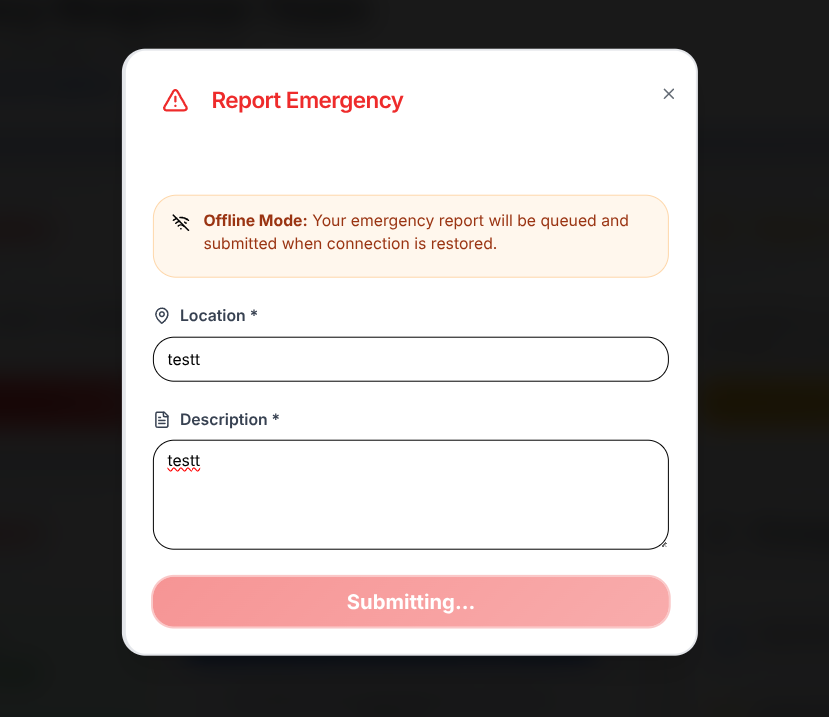 Report Emergency
Offline Mode: Your emergency report will be queued and
submitted when connection is restored.
Location *
testt
Description *
testt
Submitting...